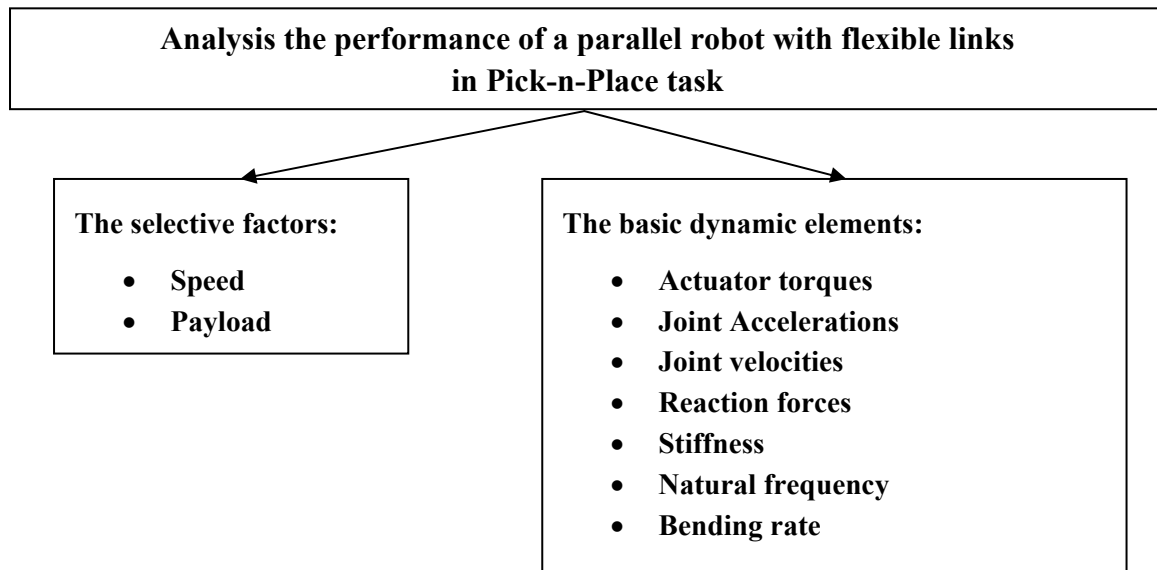 Analysis the performance of a parallel robot with flexible links
in Pick-n-Place task
The selective factors:
• Speed
• Payload
The basic dynamic elements:
• Actuator torques
• Joint Accelerations
• Joint velocities
• Reaction forces
• Stiffness
• Natural frequency
• Bending rate